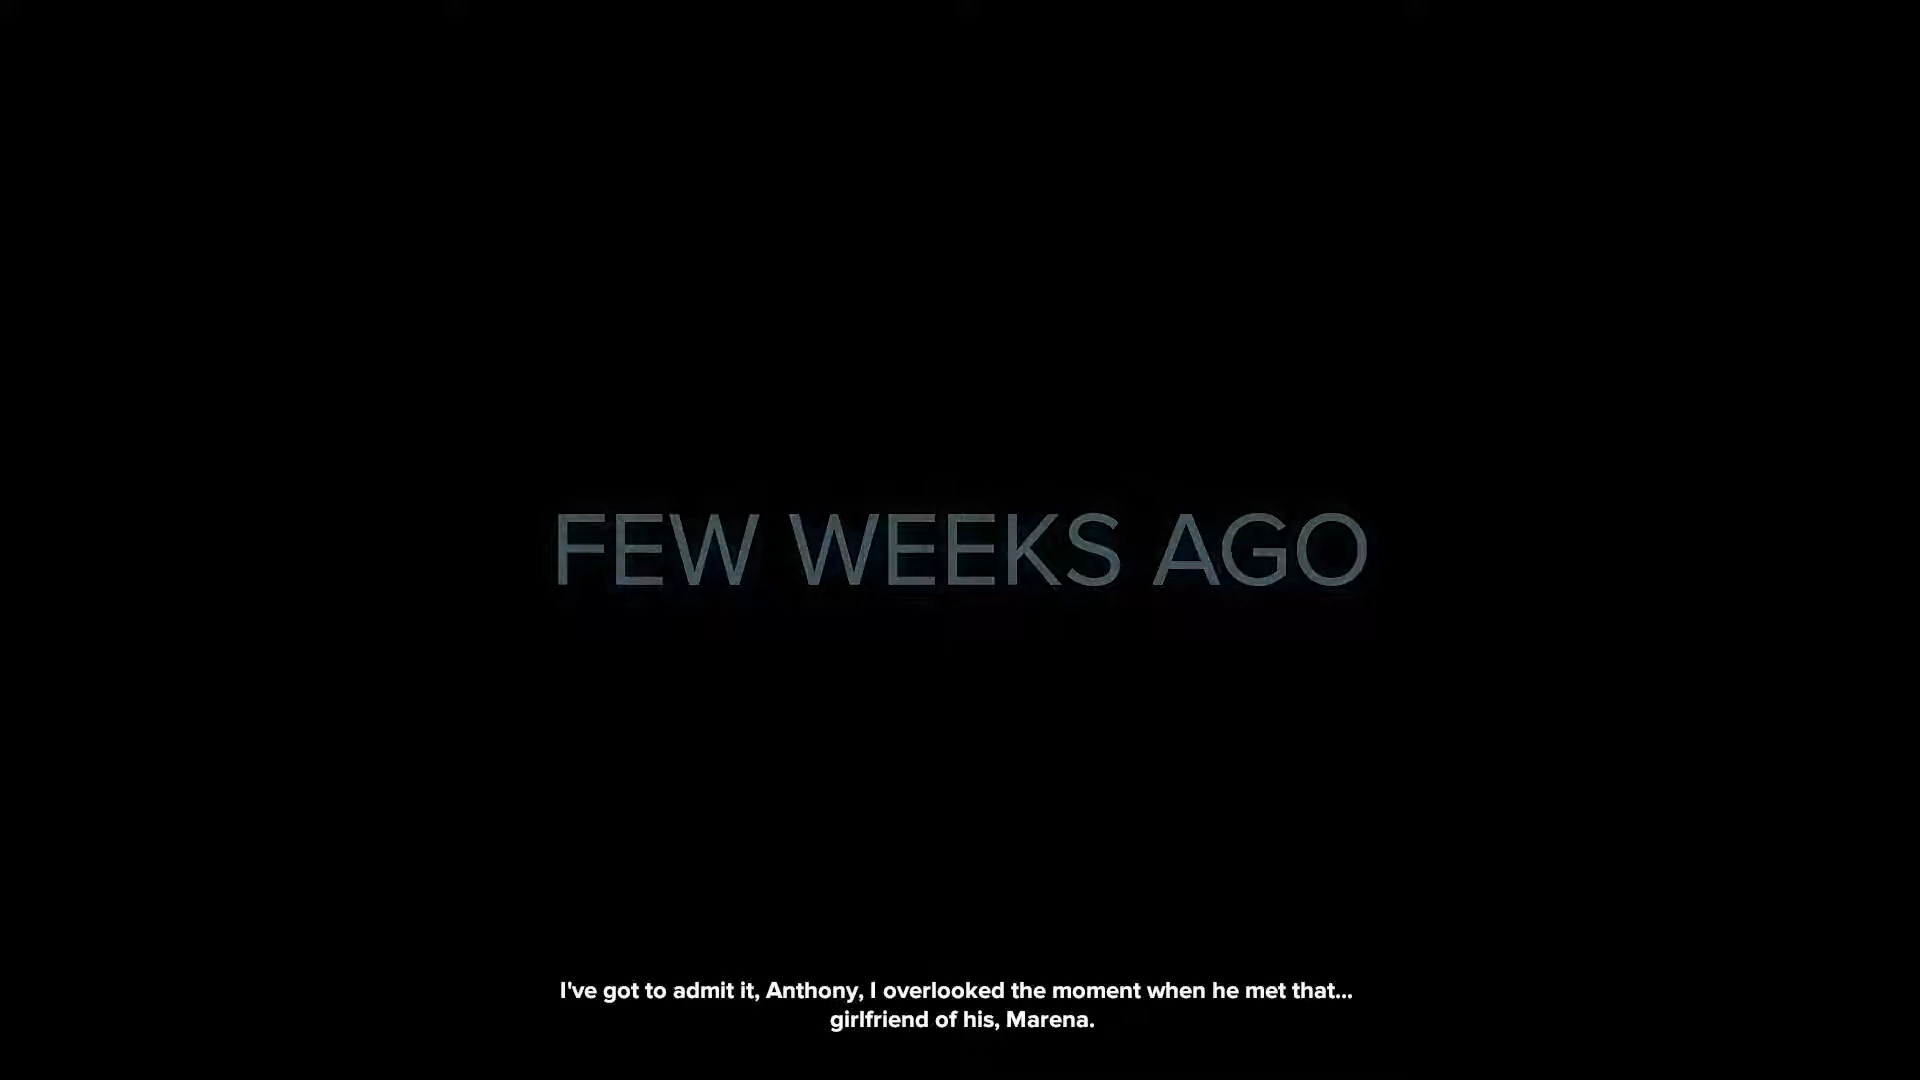 FEW WEEKS AGO
I've got to admit it, Anthony, I overlooked the moment when he met that...
girlfriend of his, Marena.